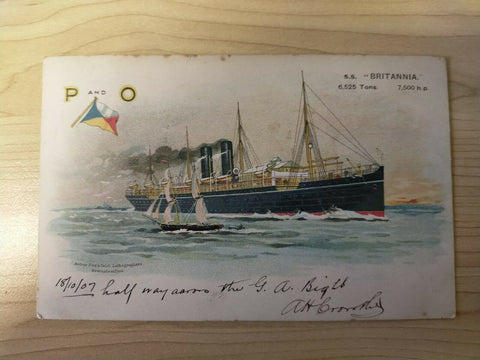 P AND O
S.S. "BRITANNIA."
6,525 Tons. 7,500 h.p.
18/10/07 half way across the G. A. Bight